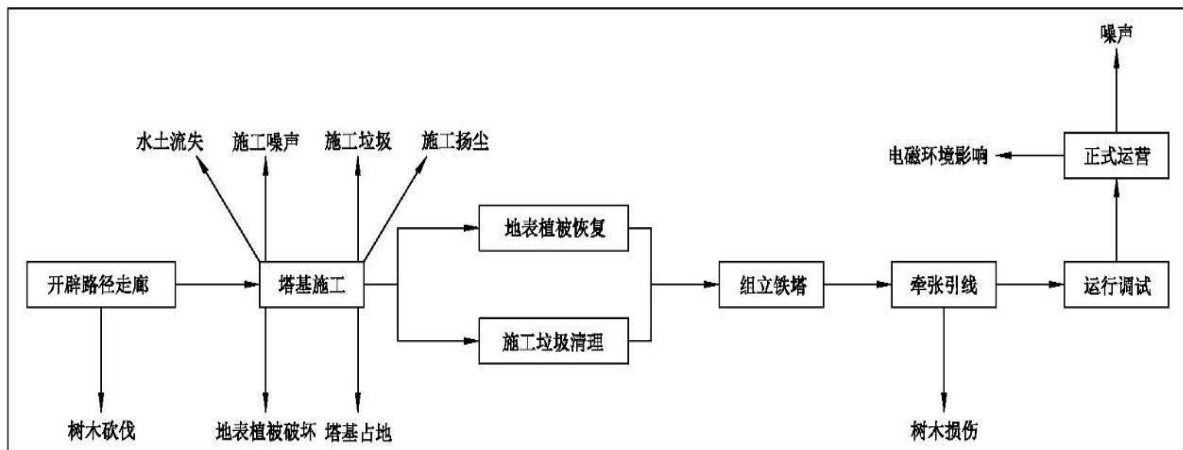 噪声
水土流失
施工噪声
施工垃圾
施工扬尘
电磁环境影响
正式运营
地表植被恢复
开辟路径走廊
塔基施工
组立铁塔
牵张引线
运行调试
施工垃圾清理
树木砍伐
地表植被破坏
塔基占地
树木损伤